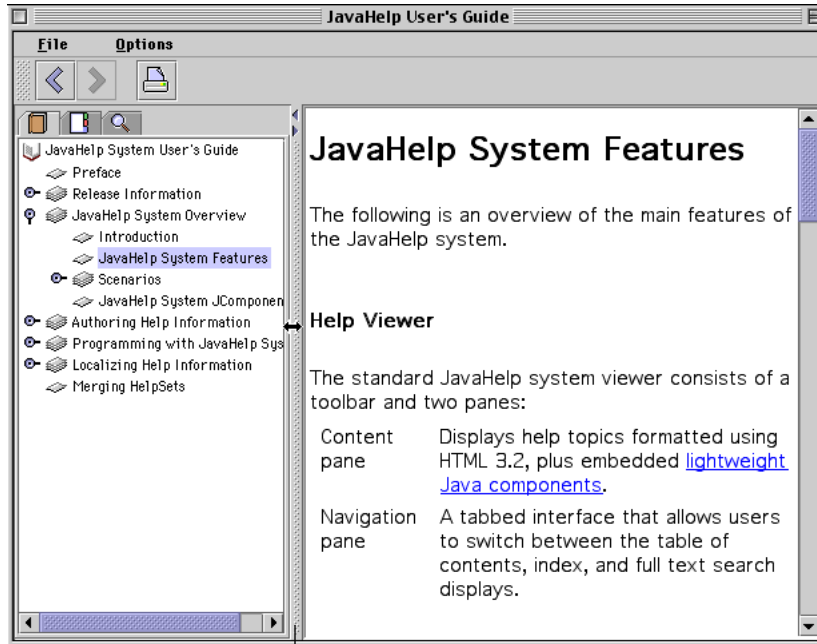 JavaHelp User's Guide
File Options
JavaHelp System User's Guide
Preface
Release Information
JavaHelp System Overview
Introduction
JavaHelp System Features
Scenarios
JavaHelp System JComponen
Authoring Help Information
Programming with JavaHelp Sys
Localizing Help Information
Merging HelpSets
JavaHelp System Features
The following is an overview of the main features of
the JavaHelp system.
Help Viewer
The standard JavaHelp system viewer consists of a
toolbar and two panes:
Content pane
Displays help topics formatted using
HTML 3.2, plus embedded lightweight
Java components.
Navigation pane
A tabbed interface that allows users
to switch between the table of
contents, index, and full text search
displays.